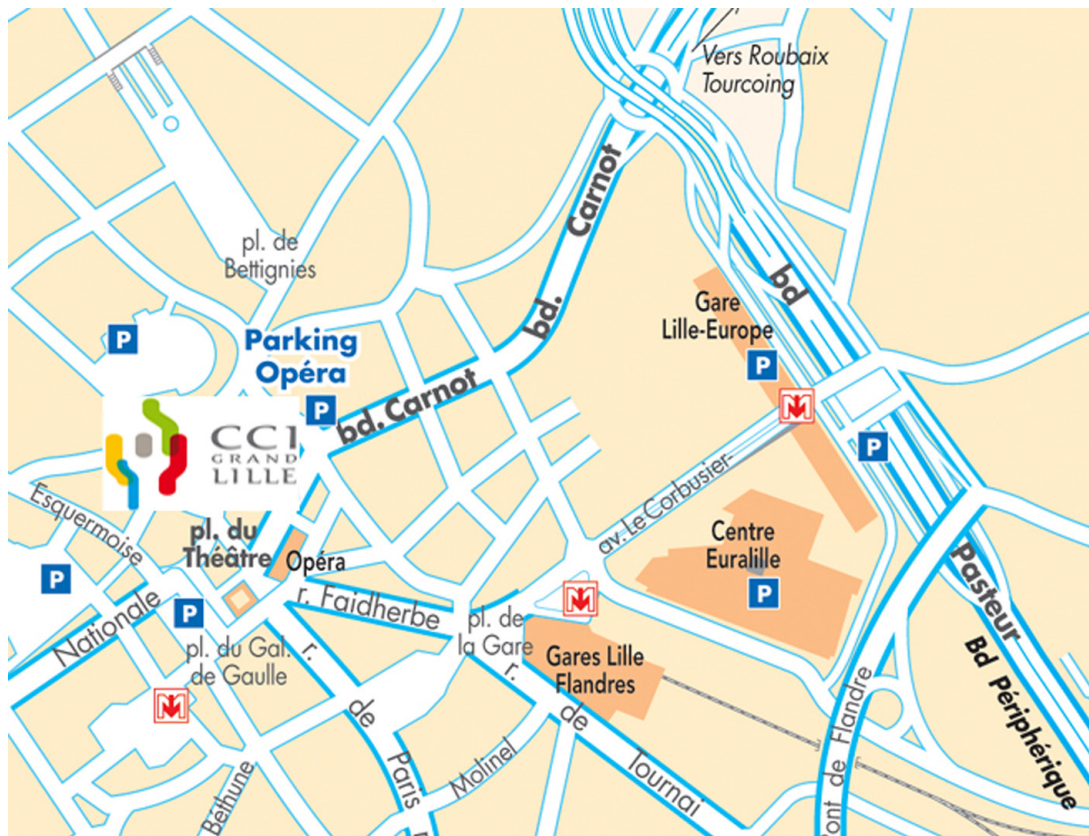 Vers Roubaix
Tourcoing
bd. Carnot
pl. de
Bettignies
bd
Gare
Lille-Europe
P
P
Parking
Opéra
P
P
bd. Carnot
M
CCI
GRAND
LILLE
P
Esquermoise
av. Le Corbusier
pl. du
Théâtre
Opéra
Centre
Euralille
P
Pasteur
P
Nationale
P
r. Faidherbe
M
pl. de
la Gare
pl. du Gal.
de Gaulle
Gares Lille
Flandres
Bd Périphérique
M
r. de Paris
r. de Tournai
Pont de Flandre
Molinel
Béthune